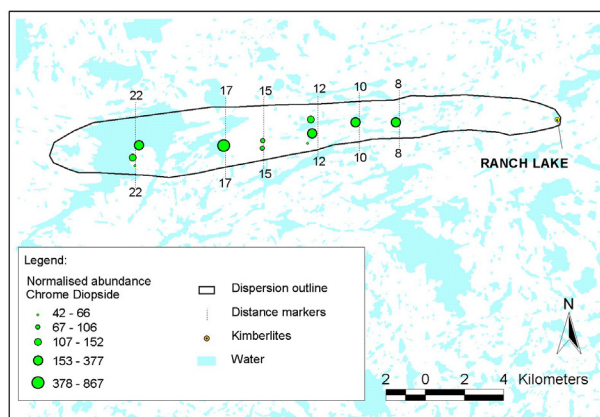 22
17
15
12
10
8
22
17
15
12
10
8
RANCH LAKE
Legend:
Normalised abundance
Chrome Diopside
42 - 66
67 - 106
107 - 152
153 - 377
378 - 867
Dispersion outline
Distance markers
Kimberlites
Water
N
2 0 2 4 Kilometers